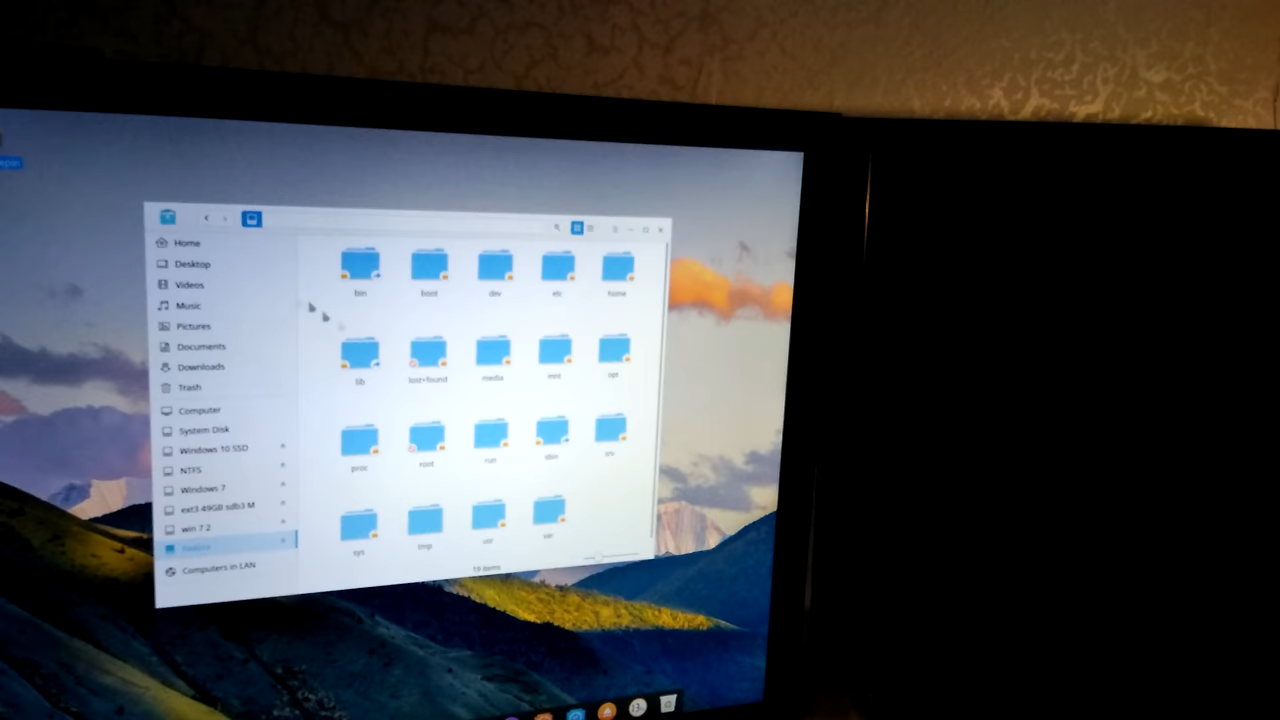 Home
Desktop
Videos
Music
Pictures
Documents
Downloads
Trash
Computer
System Disk
Windows 10 SSD
NTFS
Windows 7
ext3 49GB sdb3 M
win 7 2
Computers in LAN
bin boot dev etc home
lib lost+found media mnt opt
proc root run sbin srv
sys tmp usr var
19 items